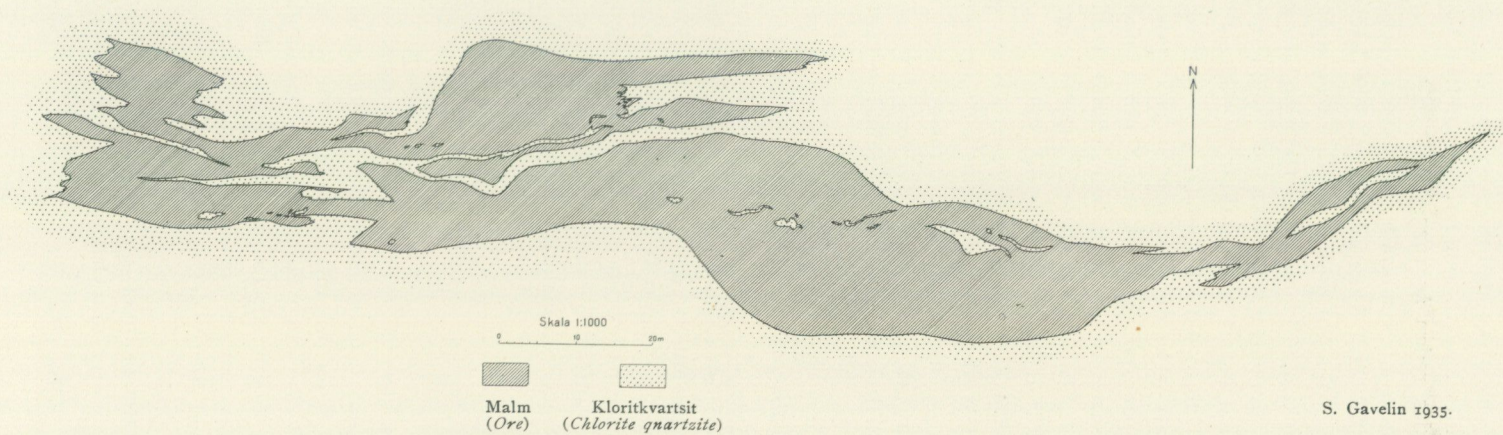 N
Skala 1:1000
0 10 20m
Malm
(Ore)
Kloritkvartsit
(Chlorite qnartzite)
S. Gavelin 1935.